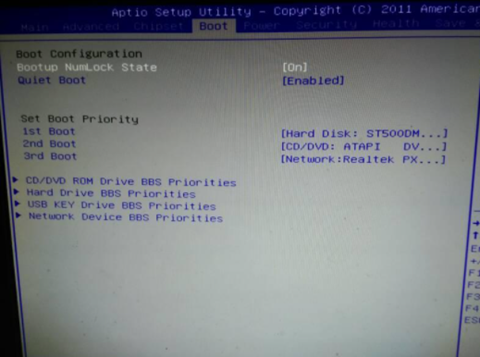 Aptio Setup Utility - Copyright (C) 2011 American
Main Advanced Chipset Boot Power Security Health Save
Boot Configuration
Bootup NumLock State [On]
Quiet Boot [Enabled]
Set Boot Priority
1st Boot [Hard Disk: ST500DM...]
2nd Boot [CD/DVD: ATAPI DV...]
3rd Boot [Network:Realtek PX...]
CD/DVD ROM Drive BBS Priorities
Hard Drive BBS Priorities
USB KEY Drive BBS Priorities
Network Device BBS Priorities
F1
F2
F3
F4